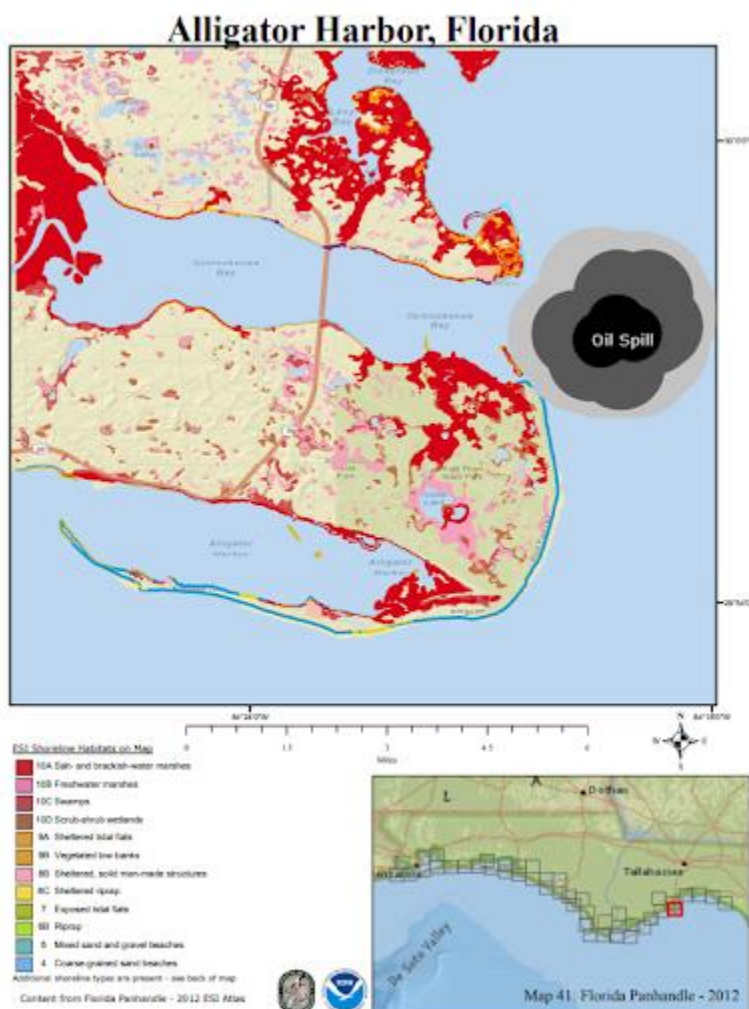 Alligator Harbor, Florida
Bay
Ochlockonee
Bay
Ochlockonee
Bay
Oil Spill
Alligator
Harbor
Alligator
Harbor
0 1.5 3 4.5 6
Miles
N
W E
S
ESI Shoreline Habitats on Map
10A Salt- and brackish-water marshes
10B Freshwater marshes
10C Swamps
10D Scrub-shrub wetlands
9A Sheltered tidal flats
9B Vegetated low banks
8B Sheltered, solid man-made structures
8C Sheltered riprap
7 Exposed tidal flats
6B Riprap
5 Mixed sand and gravel beaches
4 Coarse-grained sand beaches
Additional shoreline types are present - see back of map
Content from Florida Panhandle - 2012 ESI Atlas
L A
Dothan
Tallahassee
De Soto Valley
Map 41: Florida Panhandle - 2012